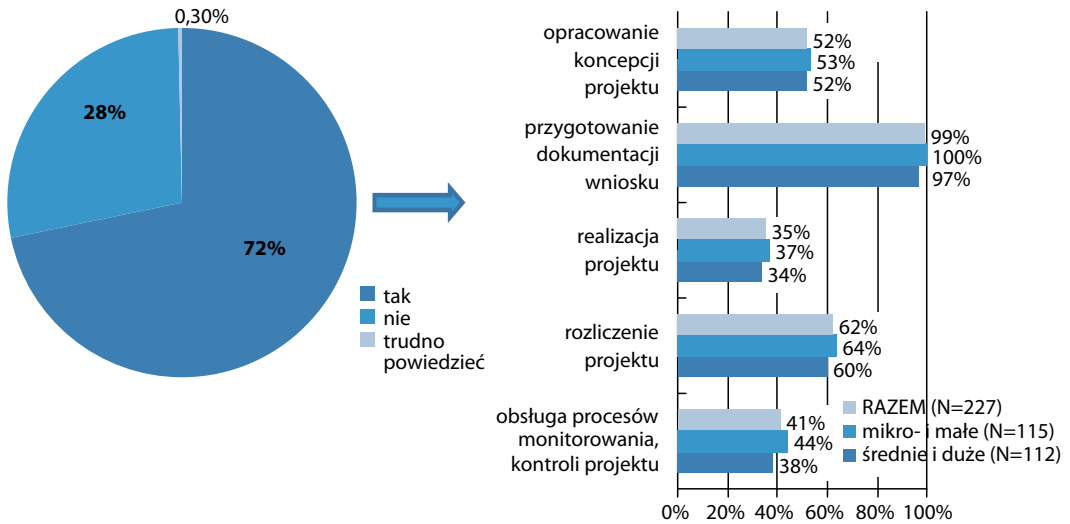 0,30%
28%
72%
tak
nie
trudno
powiedzieć
opracowanie
koncepcji
projektu
52%
53%
52%
przygotowanie
dokumentacji
wniosku
99%
100%
97%
realizacja
projektu
35%
37%
34%
rozliczenie
projektu
62%
64%
60%
obsługa procesów
monitorowania,
kontroli projektu
41%
44%
38%
RAZEM (N=227)
mikro- i małe (N=115)
średnie i duże (N=112)
0% 20% 40% 60% 80% 100%